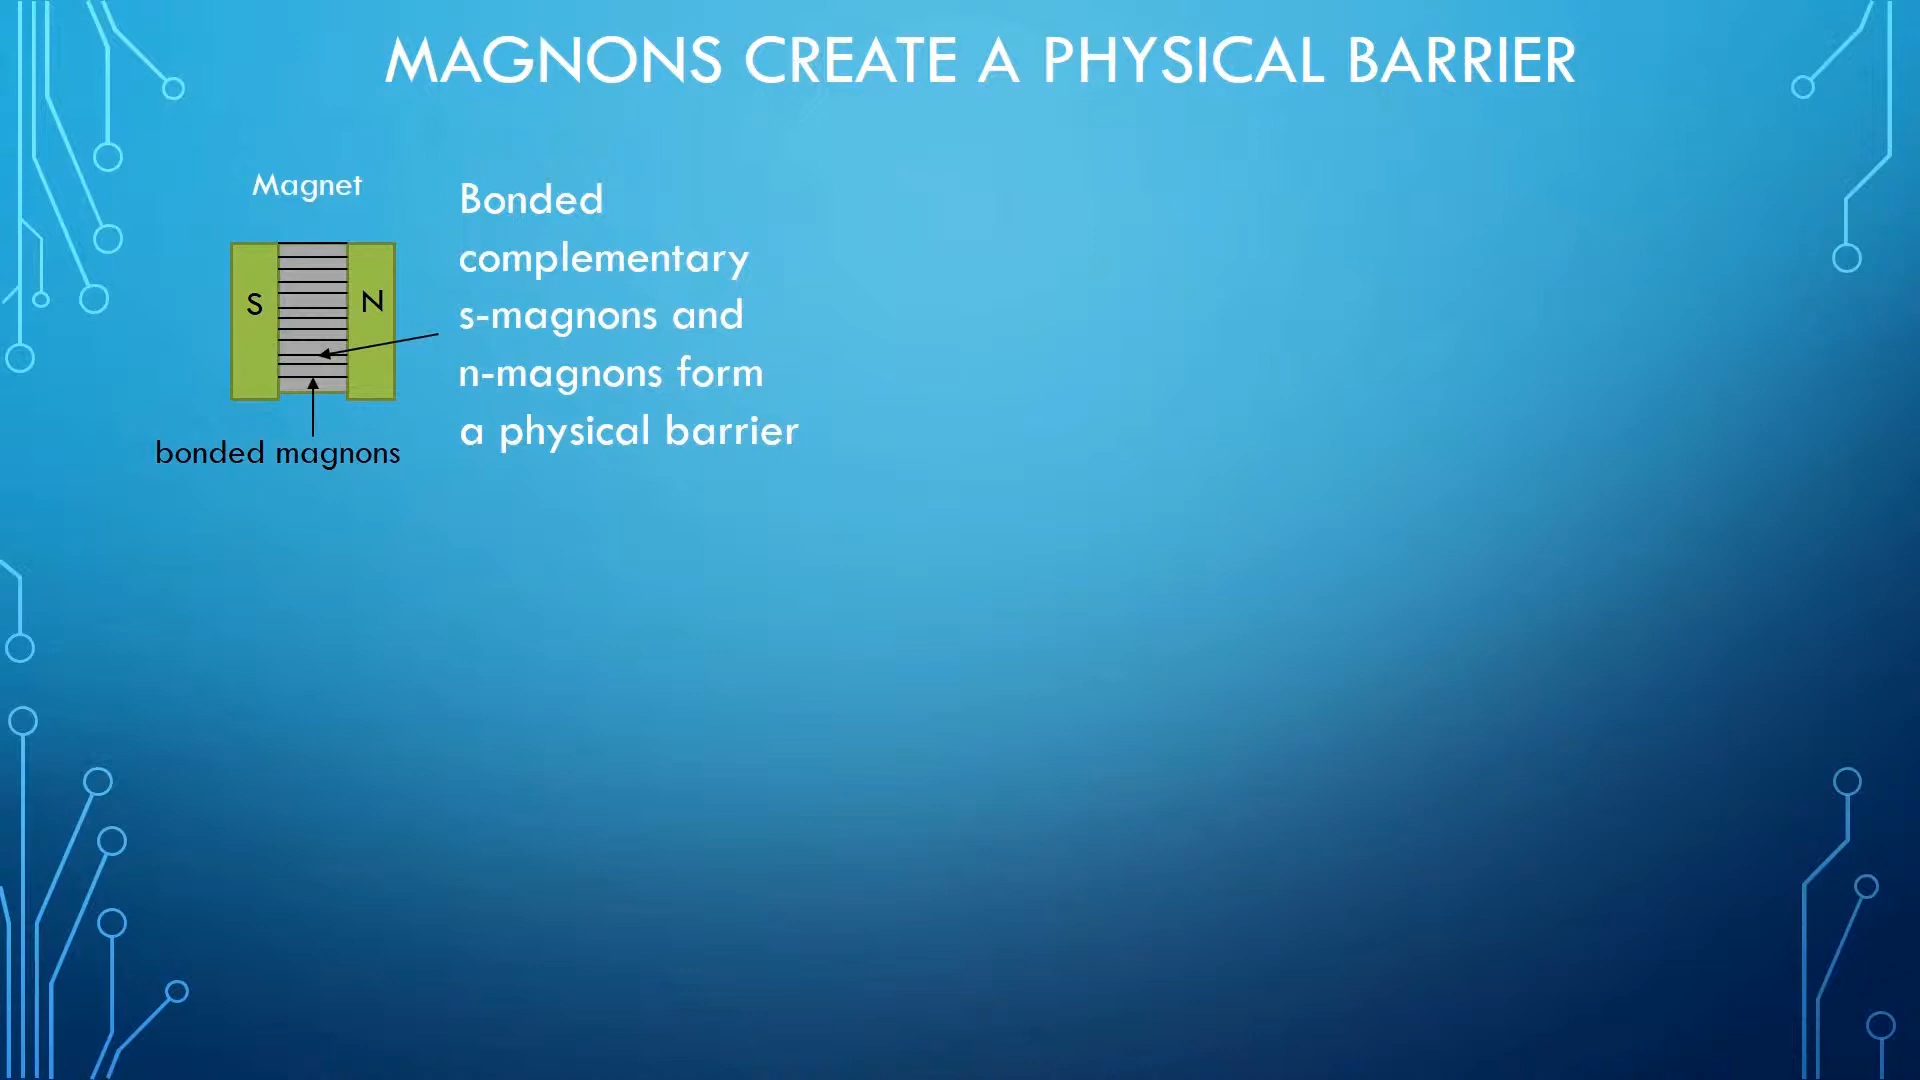 MAGNONS CREATE A PHYSICAL BARRIER
Magnet
S
N
bonded magnons
Bonded
complementary
s-magnons and
n-magnons form
a physical barrier